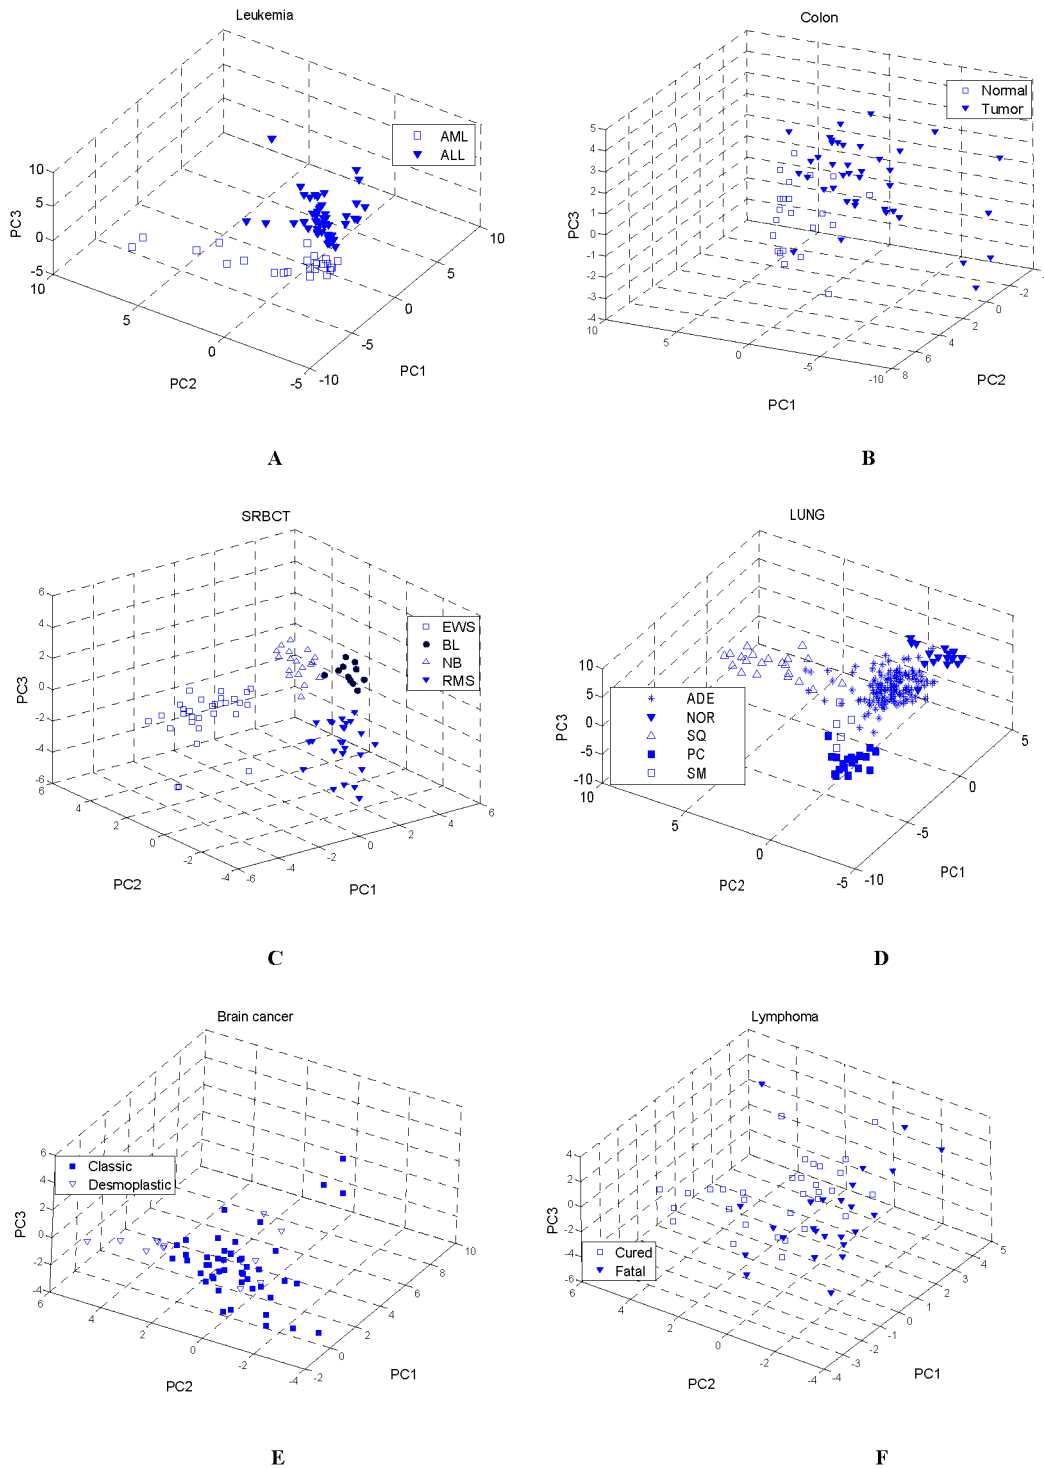 Leukemia
AML
ALL
10
5
0
-5
PC3
10
5
0
-5
PC2
-10
-5
0
5
10
PC1
A
Colon
Normal
Tumor
5
4
3
2
1
0
-1
-2
-3
-4
PC3
10
5
0
-5
-10
PC1
8
6
4
2
0
-2
PC2
B
SRBCT
EWS
BL
NB
RMS
6
4
2
0
-2
-4
-6
PC3
6
4
2
0
-2
-4
PC2
-6
-4
-2
0
2
4
6
PC1
C
LUNG
ADE
NOR
SQ
PC
SM
10
5
0
-5
-10
PC3
10
5
0
-5
PC2
-10
-5
0
5
PC1
D
Brain cancer
Classic
Desmoplastic
6
4
2
0
-2
-4
PC3
6
4
2
0
-2
-4
PC2
-2
0
2
4
6
8
10
PC1
E
Lymphoma
Cured
Fatal
4
2
0
-2
-4
-6
PC3
6
4
2
0
-2
-4
PC2
-4
-3
-2
-1
0
1
2
3
4
5
PC1
F